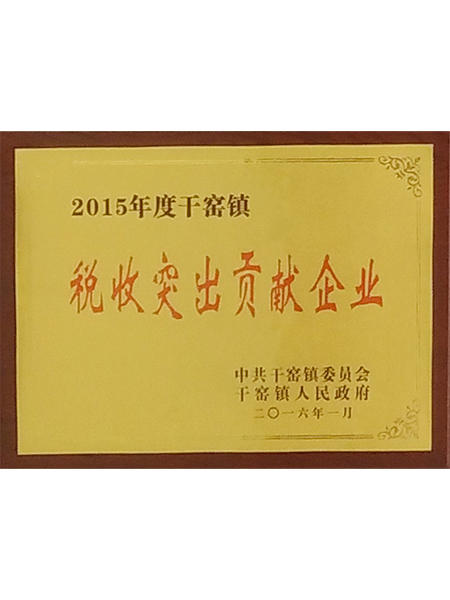 2015年度干窑镇
税收突出贡献企业
中共干窑镇委员会
干窑镇人民政府
二〇一六年一月